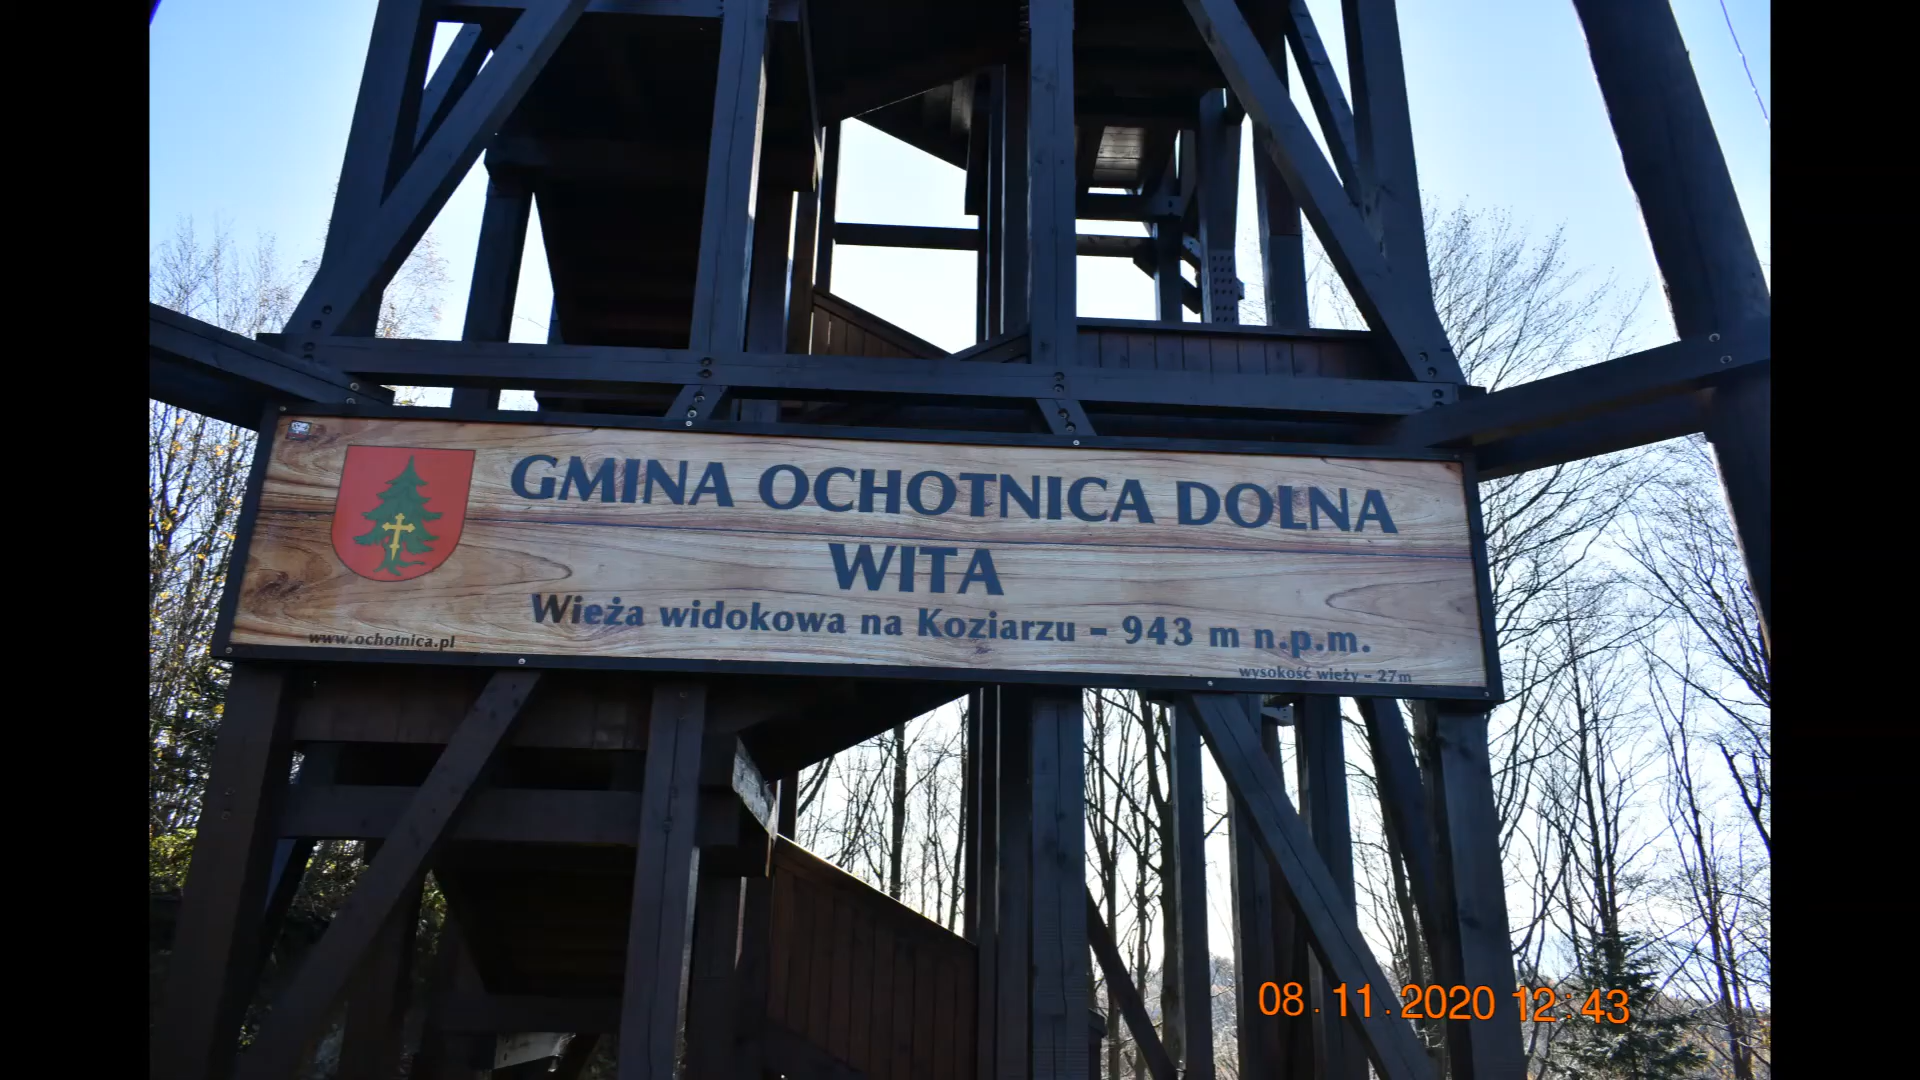 GMINA OCHOTNICA DOLNA
WITA
Wieża widokowa na Koziarzu - 943 m n.p.m.
www.ochotnica.pl
wysokość wieży - 27m
08.11.2020 12:43